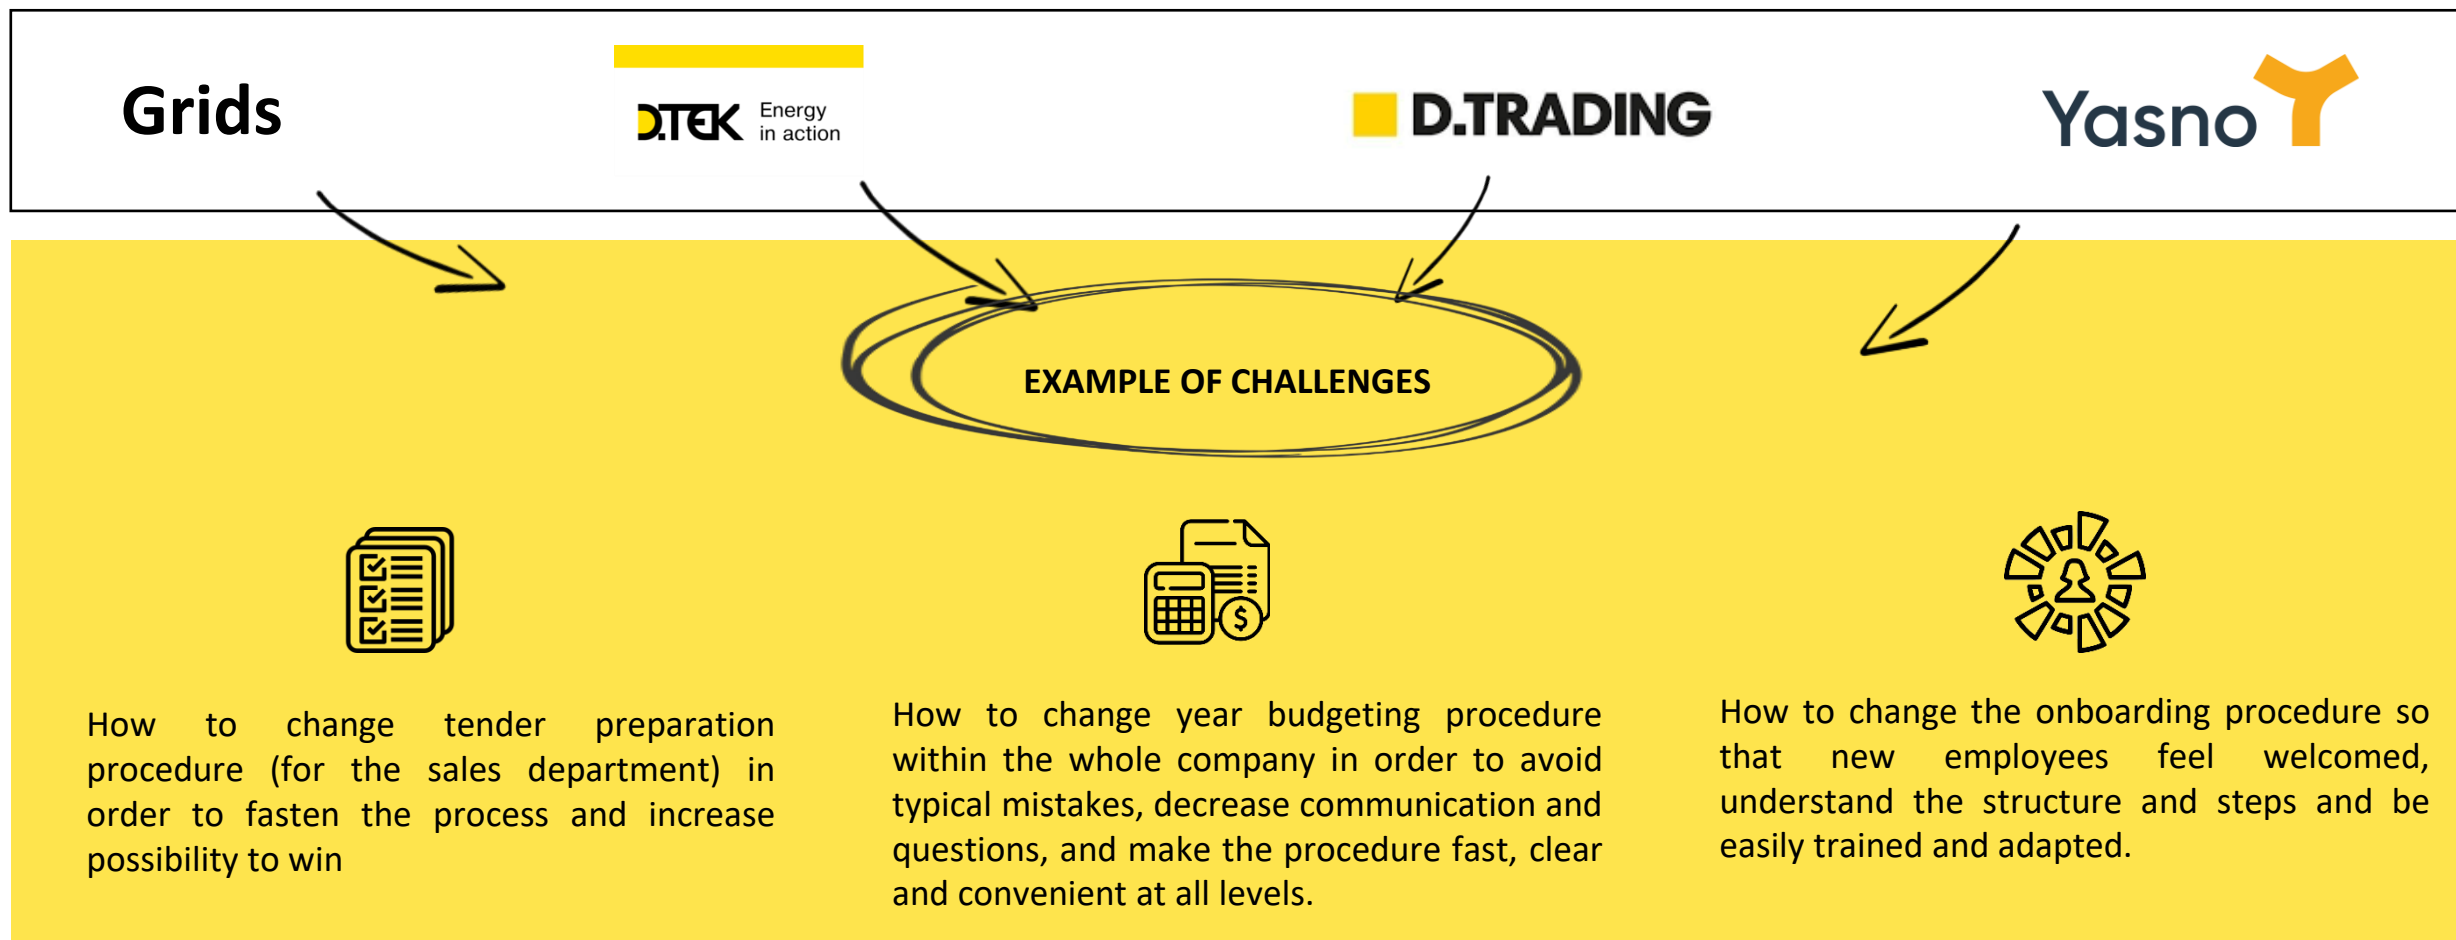 Grids
D.TEK Energy
in action
D.TRADING
Yasno
EXAMPLE OF CHALLENGES
How to change tender preparation
procedure (for the sales department) in
order to fasten the process and increase
possibility to win
How to change year budgeting procedure
within the whole company in order to avoid
typical mistakes, decrease communication and
questions, and make the procedure fast, clear
and convenient at all levels.
How to change the onboarding procedure so
that new employees feel welcomed,
understand the structure and steps and be
easily trained and adapted.